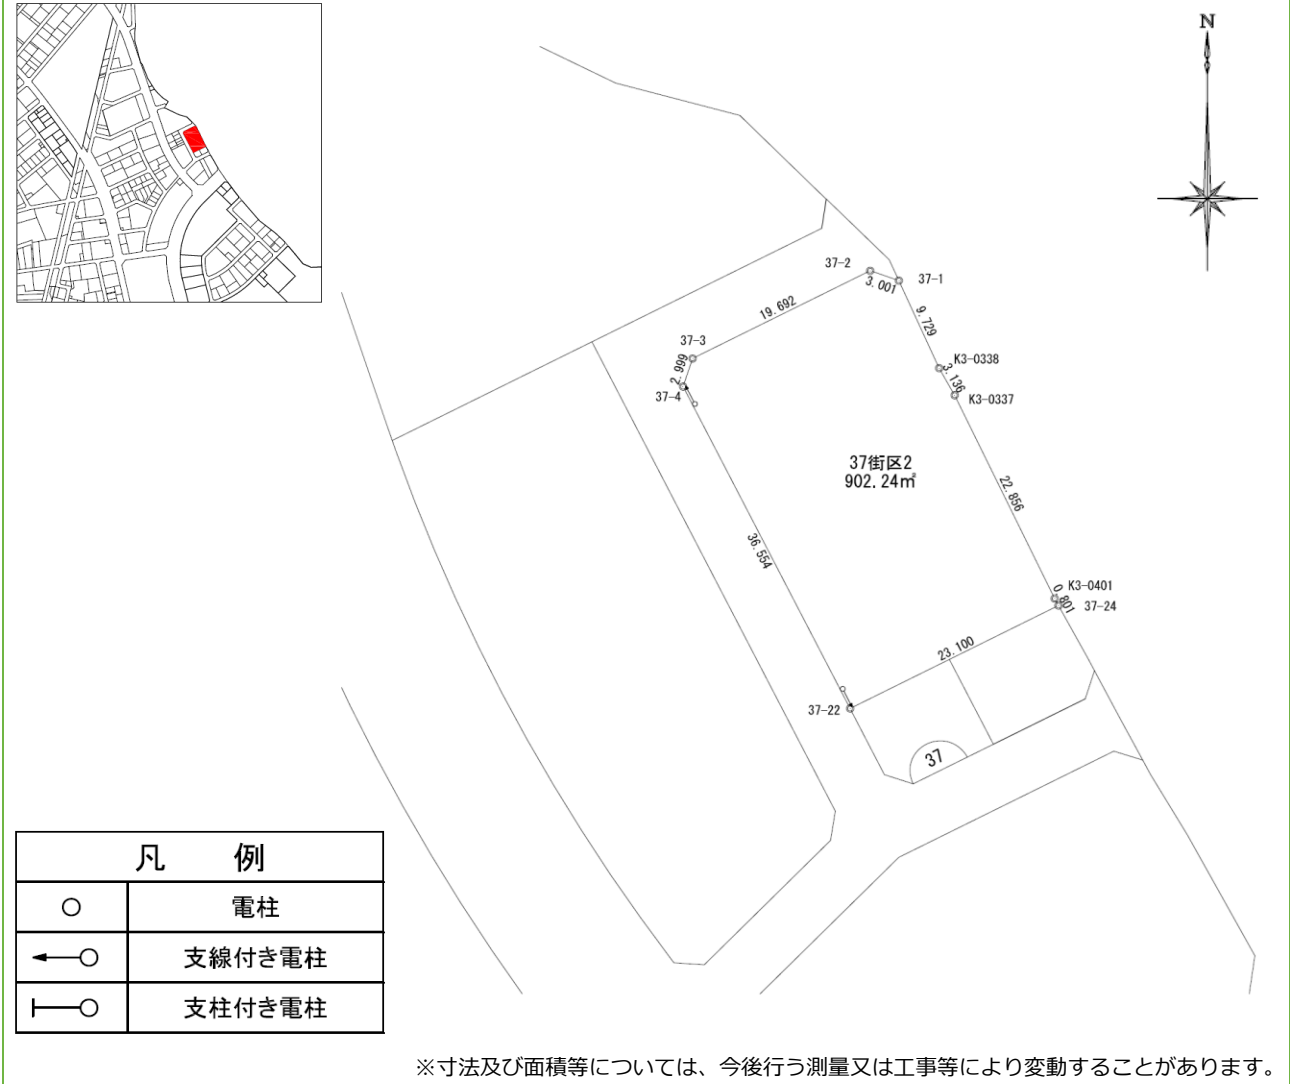 N
37-2
37-1
3.001
19.692
9.729
37-3
2.999
37-4
K3-0338
3.136
K3-0337
37街区2
902.24㎡
22.856
36.554
K3-0401
0.801
37-24
23.100
37-22
37
凡 例
電柱
支線付き電柱
支柱付き電柱
※寸法及び面積等については、今後行う測量又は工事等により変動することがあります。